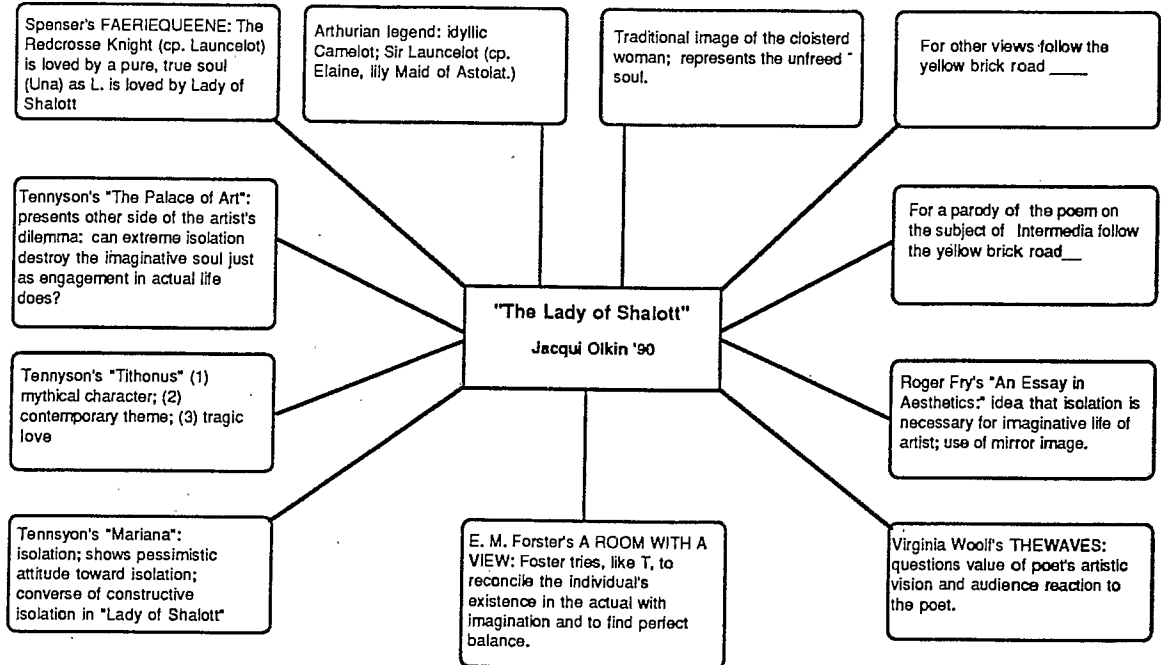 Spenser's FAERIEQUEENE: The
Redcrosse Knight (cp. Launcelot)
is loved by a pure, true soul
(Una) as L. is loved by Lady of
Shalott
Arthurian legend: idyllic
Camelot; Sir Launcelot (cp.
Elaine, lily Maid of Astolat.)
Traditional image of the cloisterd
woman; represents the unfreed
soul.
For other views follow the
yellow brick road ____
Tennyson's "The Palace of Art":
presents other side of the artist's
dilemma: can extreme isolation
destroy the imaginative soul just
as engagement in actual life
does?
For a parody of the poem on
the subject of Intermedia follow
the yellow brick road__
"The Lady of Shalott"
Jacqui Olkin '90
Tennyson's "Tithonus" (1)
mythical character; (2)
contemporary theme; (3) tragic
love
Roger Fry's "An Essay in
Aesthetics:" idea that isolation is
necessary for imaginative life of
artist; use of mirror image.
Tennsyon's "Mariana":
isolation; shows pessimistic
attitude toward isolation;
converse of constructive
isolation in "Lady of Shalott"
E. M. Forster's A ROOM WITH A
VIEW: Foster tries, like T, to
reconcile the individual's
existence in the actual with
imagination and to find perfect
balance.
Virginia Woolf's THEWAVES:
questions value of poet's artistic
vision and audience reaction to
the poet.